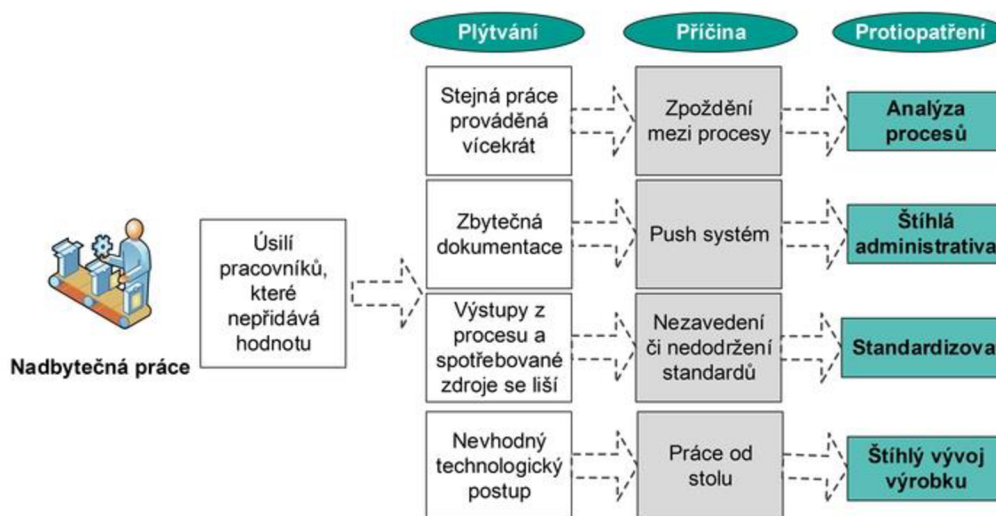 Plýtvání
Příčina
Protiopatření
Stejná práce
prováděná
vícekrát
Zpoždění
mezi procesy
Analýza
procesů
Zbytečná
dokumentace
Push systém
Štíhlá
administrativa
Úsilí
pracovníků,
které
nepřidává
hodnotu
Nadbytečná práce
Výstupy z
procesu a
spotřebované
zdroje se liší
Nezavedení
či nedodržení
standardů
Standardizova
Nevhodný
technologický
postup
Práce od
stolu
Štíhlý vývoj
výrobku